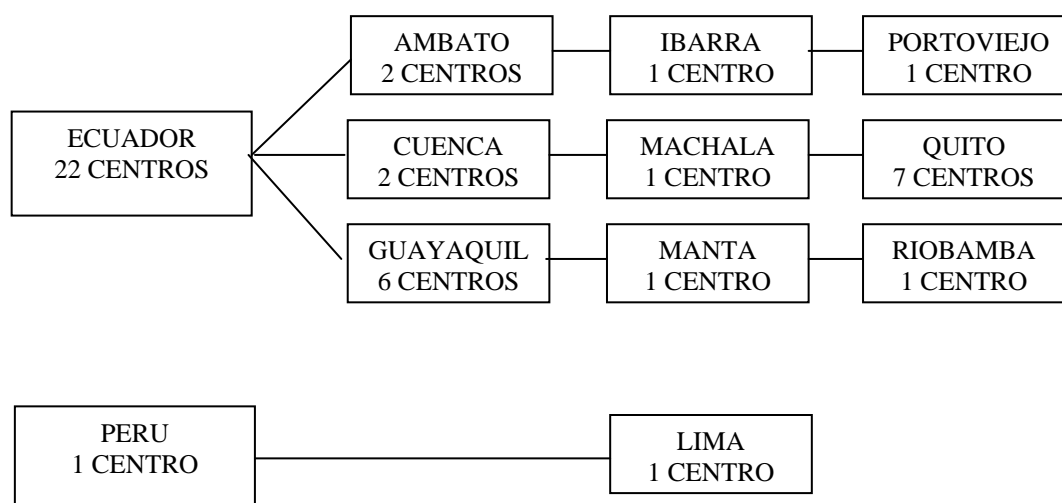 AMBATO
2 CENTROS
IBARRA
1 CENTRO
PORTOVIEJO
1 CENTRO
ECUADOR
22 CENTROS
CUENCA
2 CENTROS
MACHALA
1 CENTRO
QUITO
7 CENTROS
GUAYAQUIL
6 CENTROS
MANTA
1 CENTRO
RIOBAMBA
1 CENTRO
PERU
1 CENTRO
LIMA
1 CENTRO